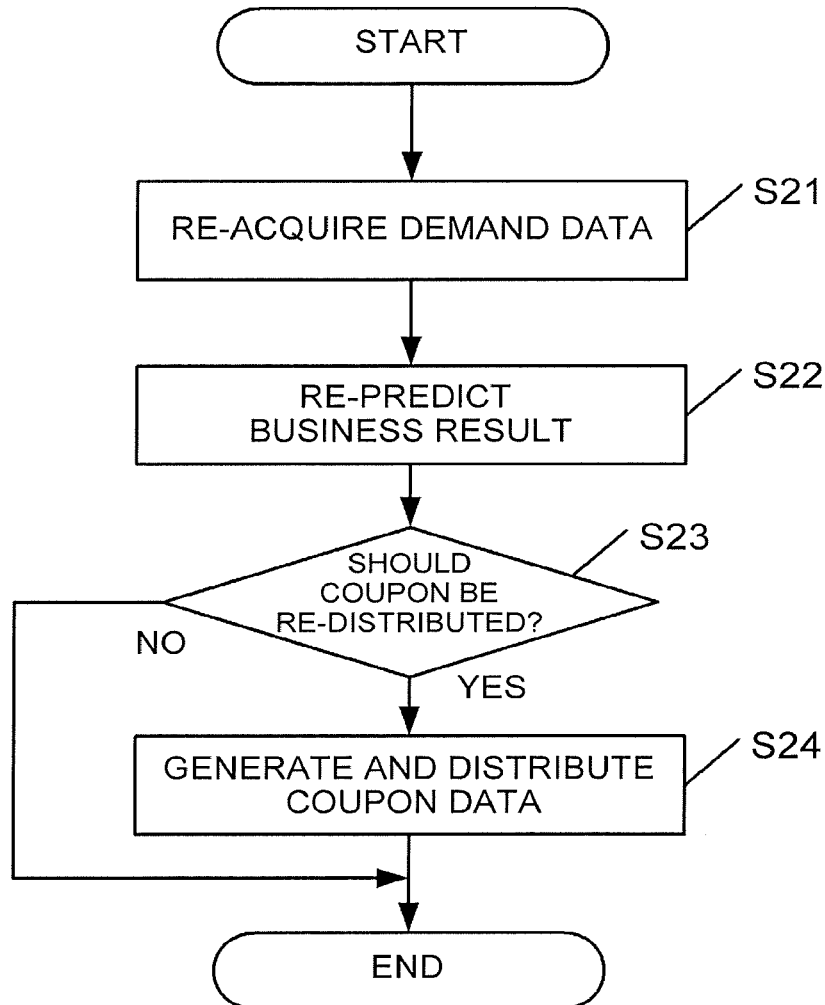 START
S21
RE-ACQUIRE DEMAND DATA
S22
RE-PREDICT
BUSINESS RESULT
S23
SHOULD
COUPON BE
RE-DISTRIBUTED?
NO
YES
S24
GENERATE AND DISTRIBUTE
COUPON DATA
END